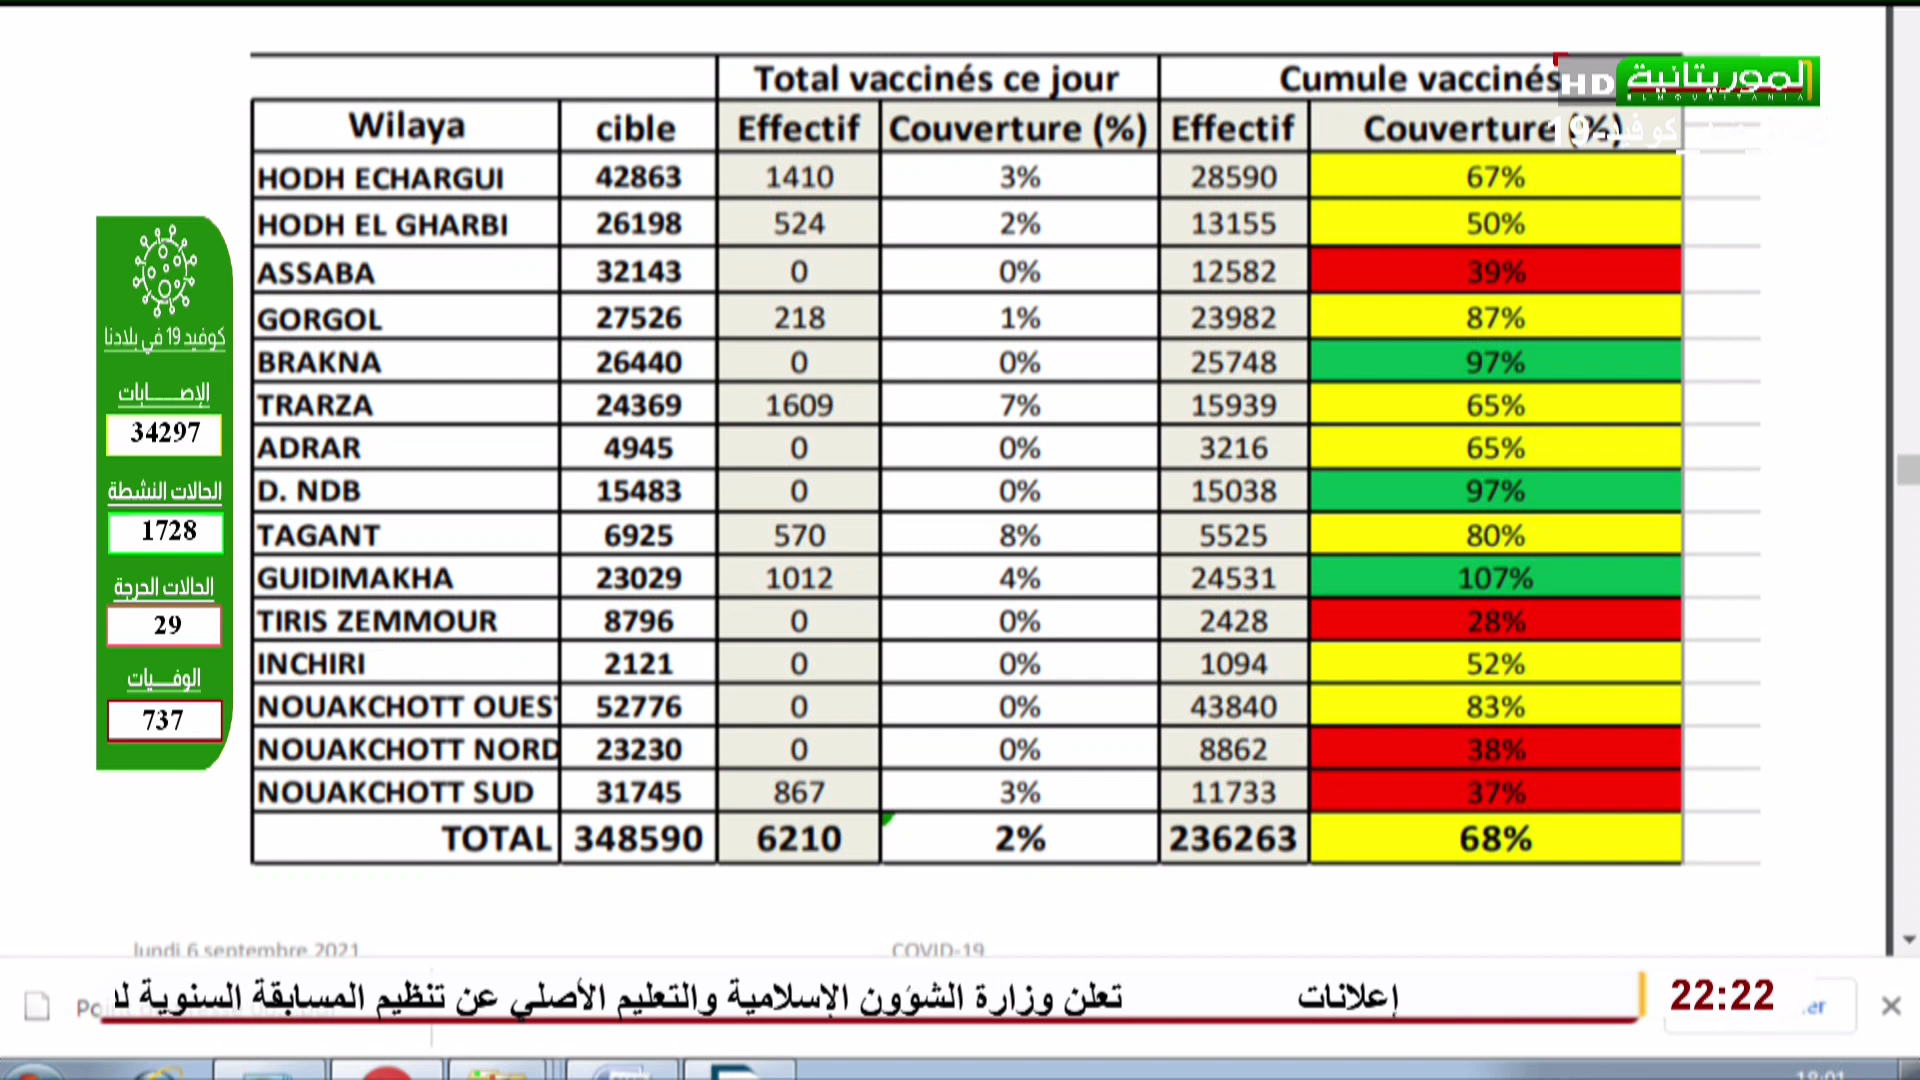 Total vaccinés ce jour Cumule vaccinés
Wilaya cible Effectif Couverture (%) Effectif Couverture (%)
HODH ECHARGUI 42863 1410 3% 28590 67%
HODH EL GHARBI 26198 524 2% 13155 50%
ASSABA 32143 0 0% 12582 39%
GORGOL 27526 218 1% 23982 87%
BRAKNA 26440 0 0% 25748 97%
TRARZA 24369 1609 7% 15939 65%
ADRAR 4945 0 0% 3216 65%
D. NDB 15483 0 0% 15038 97%
TAGANT 6925 570 8% 5525 80%
GUIDIMAKHA 23029 1012 4% 24531 107%
TIRIS ZEMMOUR 8796 0 0% 2428 28%
INCHIRI 2121 0 0% 1094 52%
NOUAKCHOTT OUEST 52776 0 0% 43840 83%
NOUAKCHOTT NORD 23230 0 0% 8862 38%
NOUAKCHOTT SUD 31745 867 3% 11733 37%
TOTAL 348590 6210 2% 236263 68%
HD الموريتانية
ELMOURITANIA
كوفيد 19
كوفيد 19 في بلادنا
الإصابات
34297
الحالات النشطة
1728
الحالات الحرجة
29
الوفيات
737
lundi 6 septembre 2021 COVID-19
إعلانات تعلن وزارة الشؤون الإسلامية والتعليم الأصلي عن تنظيم المسابقة السنوية
22:22
18:01